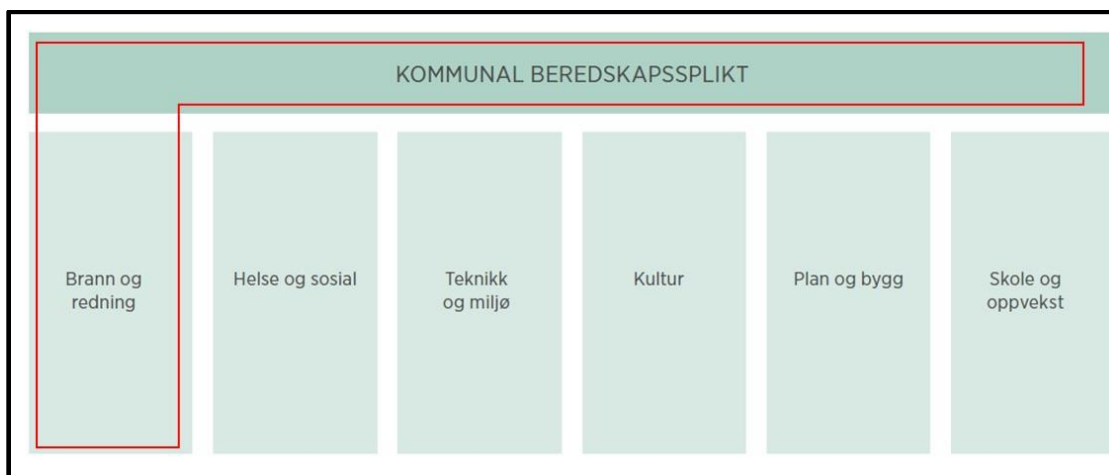 KOMMUNAL BEREDSKAPSSPLIKT
Brann og
redning
Helse og sosial
Teknikk
og miljø
Kultur
Plan og bygg
Skole og
oppvekst